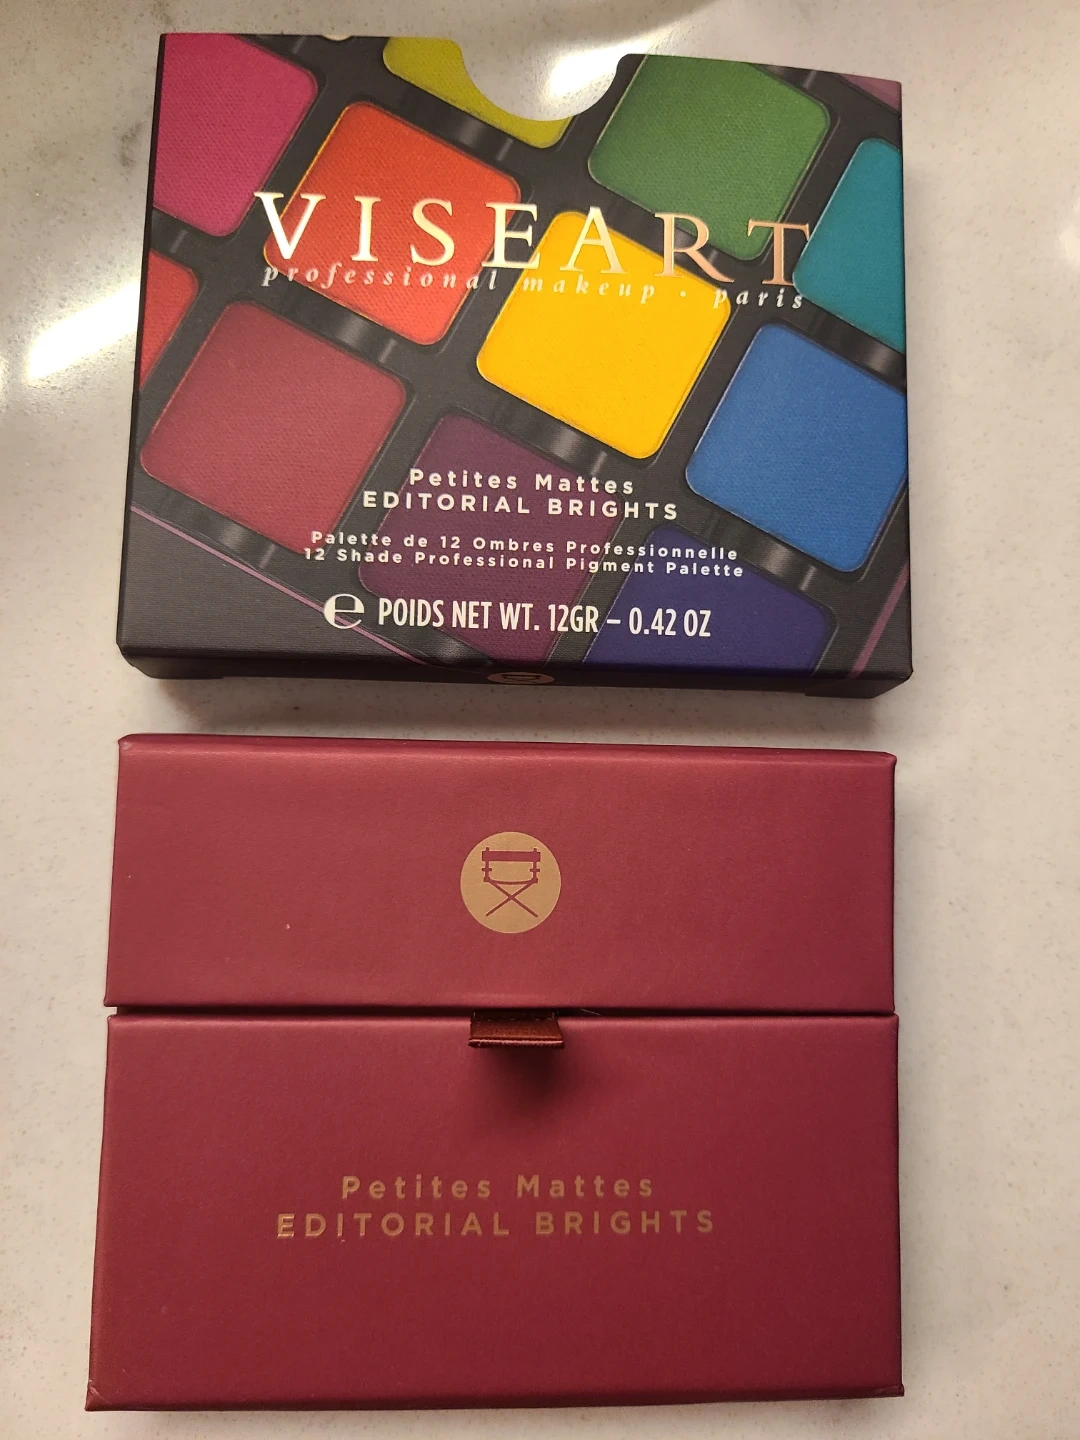 VISEART
professional makeup · paris
Petites Mattes
EDITORIAL BRIGHTS
Palette de 12 Ombres Professionnelle
12 Shade Professional Pigment Palette
℮ POIDS NET WT. 12GR – 0.42 OZ
Petites Mattes
EDITORIAL BRIGHTS